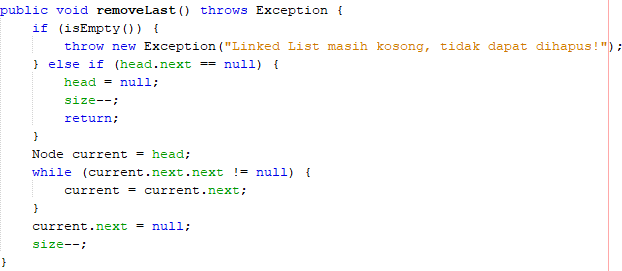 public void removeLast() throws Exception {
    if (isEmpty()) {
        throw new Exception("Linked List masih kosong, tidak dapat dihapus!");
    } else if (head.next == null) {
        head = null;
        size--;
        return;
    }
    Node current = head;
    while (current.next.next != null) {
        current = current.next;
    }
    current.next = null;
    size--;
}